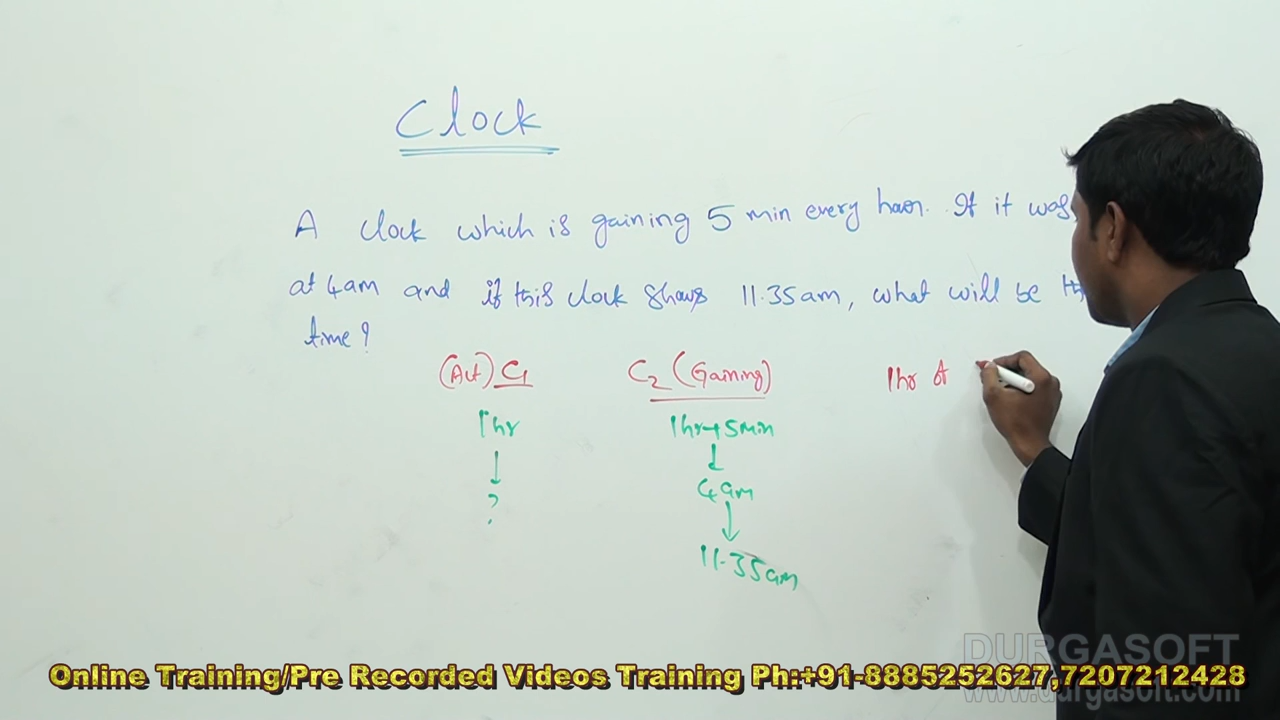 Clock
A clock which is gaining 5 min every hour. If it was
at 4am and if this clock shows 11.35am, what will be
time?
(Act) C1
C2 (Gaining)
1hr of
1hr
1hr+5min
?
4am
11.35am
DURGASOFT
www.durgasoft.com
Online Training/Pre Recorded Videos Training Ph:+91-8885252627,7207212428